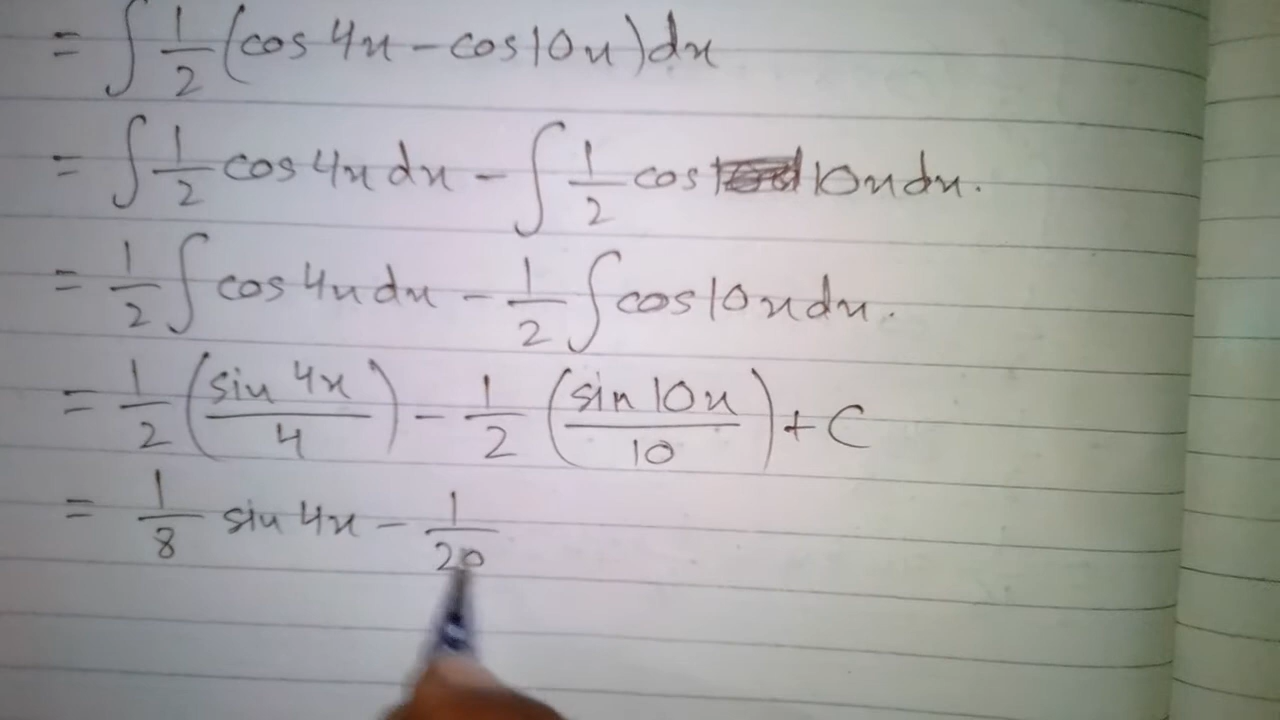 = ∫ 1/2 (cos 4x - cos 10x) dx
= ∫ 1/2 cos 4x dx - ∫ 1/2 cos 10x dx.
= 1/2 ∫ cos 4x dx - 1/2 ∫ cos 10x dx.
= 1/2 (sin 4x / 4) - 1/2 (sin 10x / 10) + C
= 1/8 sin 4x - 1/20